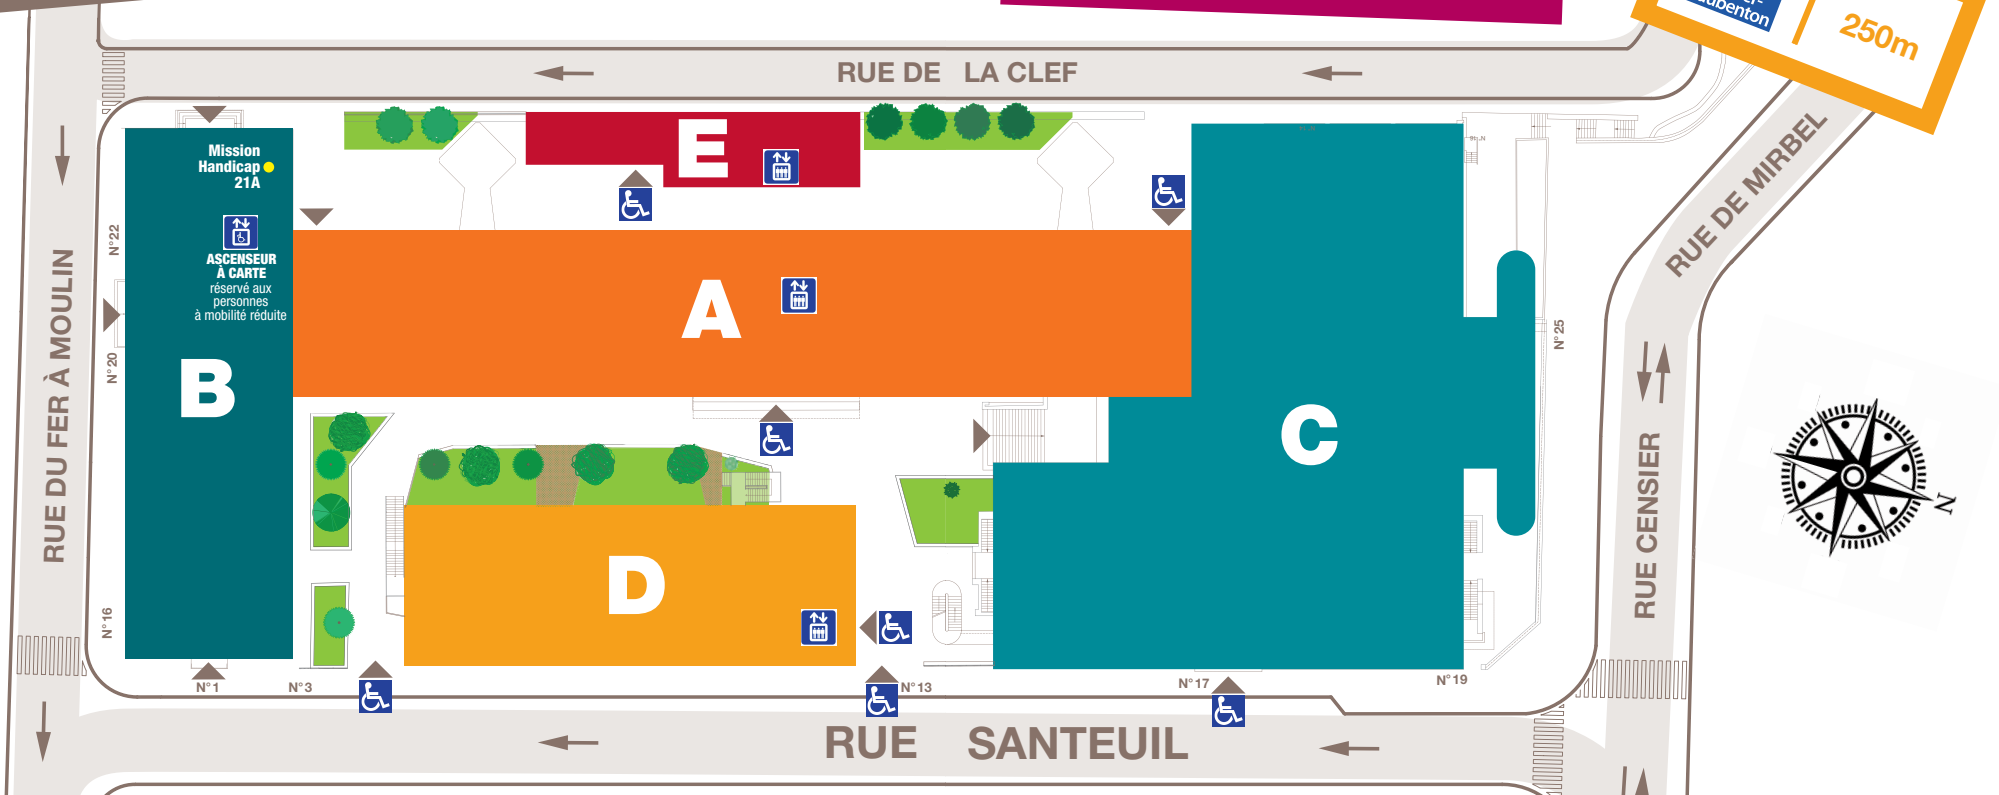 ubenton
250m
RUE DE LA CLEF
E
Mission
Handicap
21A
ASCENSEUR
À CARTE
réservé aux
personnes
à mobilité réduite
N°22
RUE DU FER À MOULIN
N°20
B
A
C
D
N°16
N°25
RUE DE MIRBEL
RUE CENSIER
N
N°1
N°3
N°13
N°17
N°19
RUE SANTEUIL